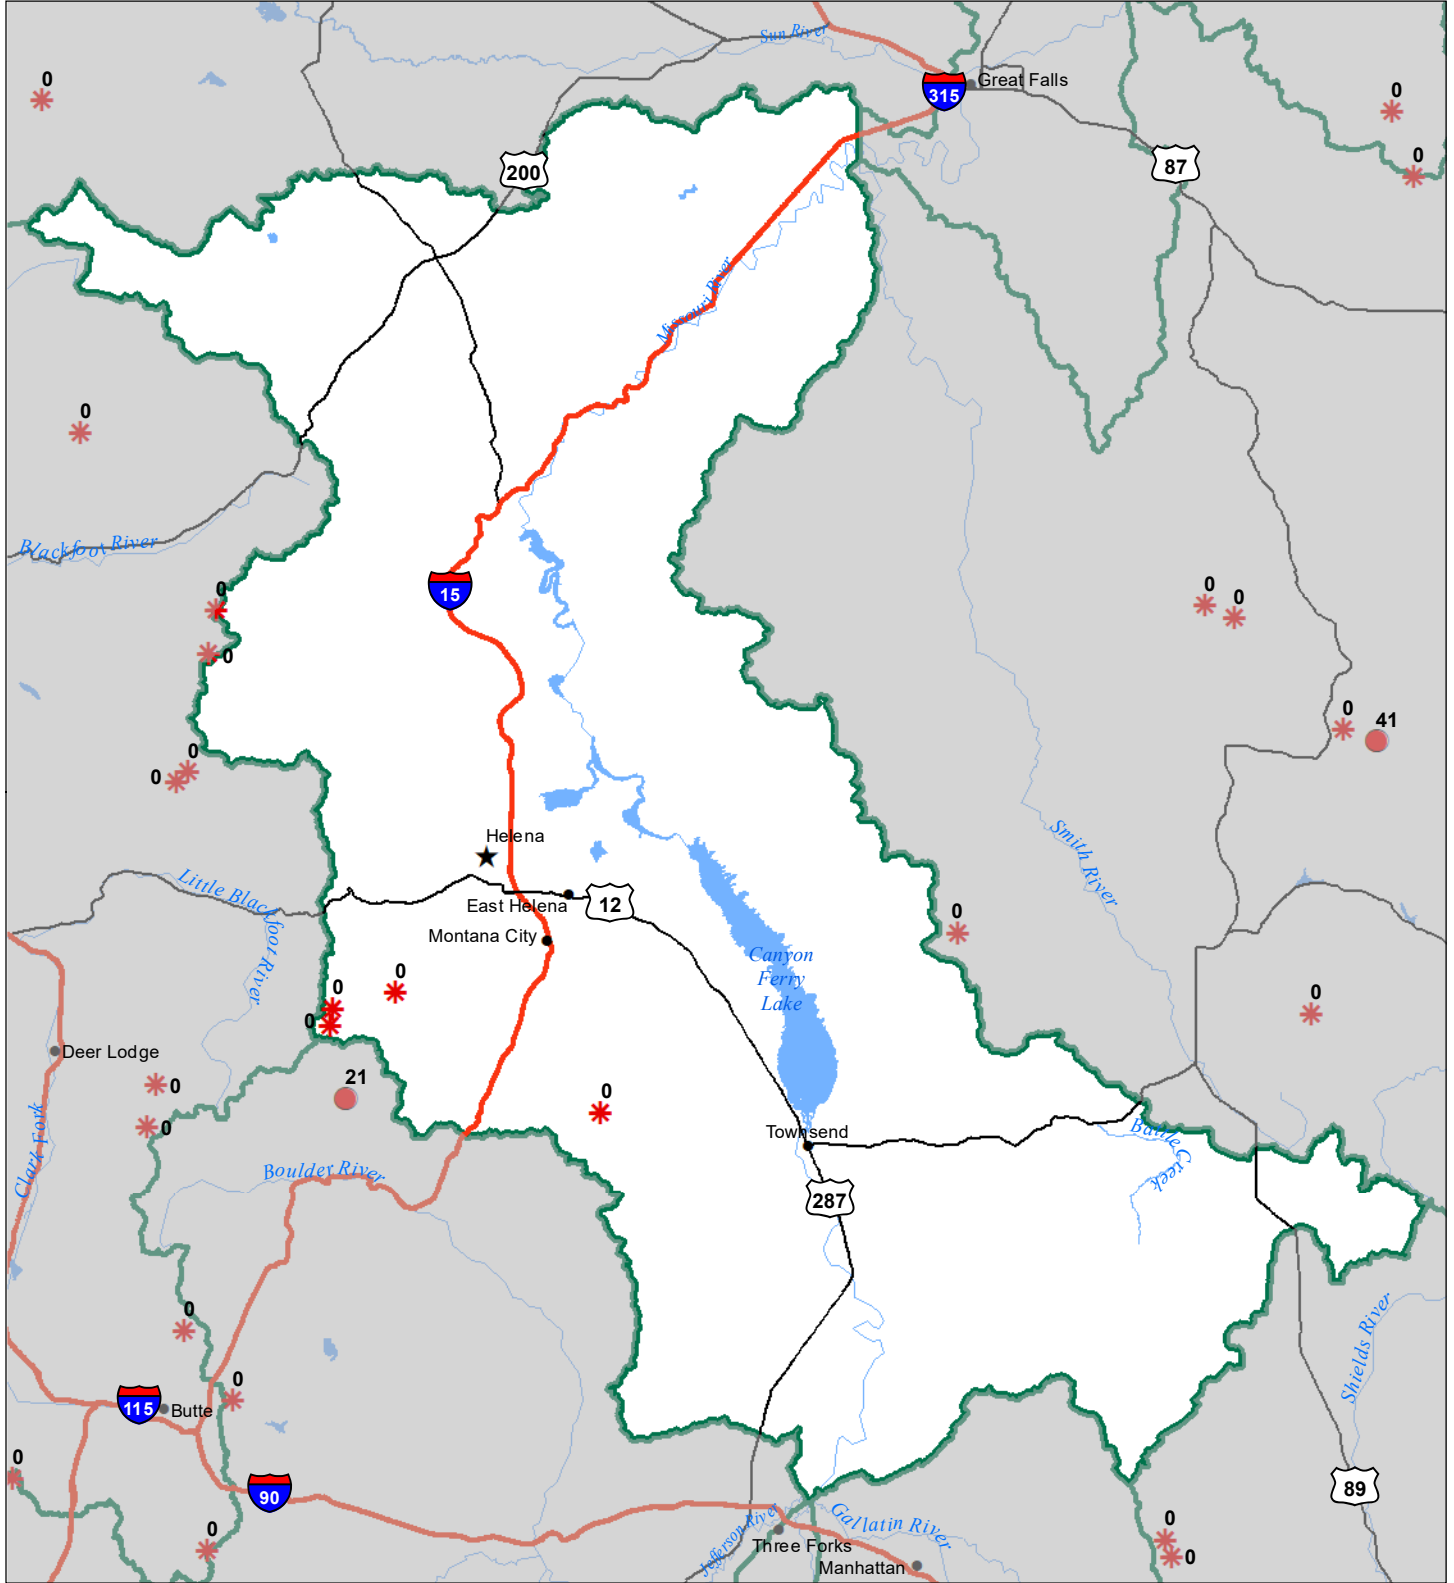 Sun River
0
315
Great Falls
0
0
200
87
Missouri River
0
Blackfoot River
0
15
0
0
0
0
0
41
0
0
Helena
Smith River
Little Blackfoot River
East Helena
12
0
Montana City
Canyon
Ferry
Lake
0
0
0
0
Deer Lodge
21
0
0
0
Clark Fork
Townsend
Battle Creek
Boulder River
287
0
Shields River
0
115
Butte
0
90
89
0
0
Jefferson River
Gallatin River
Three Forks
0
Manhattan